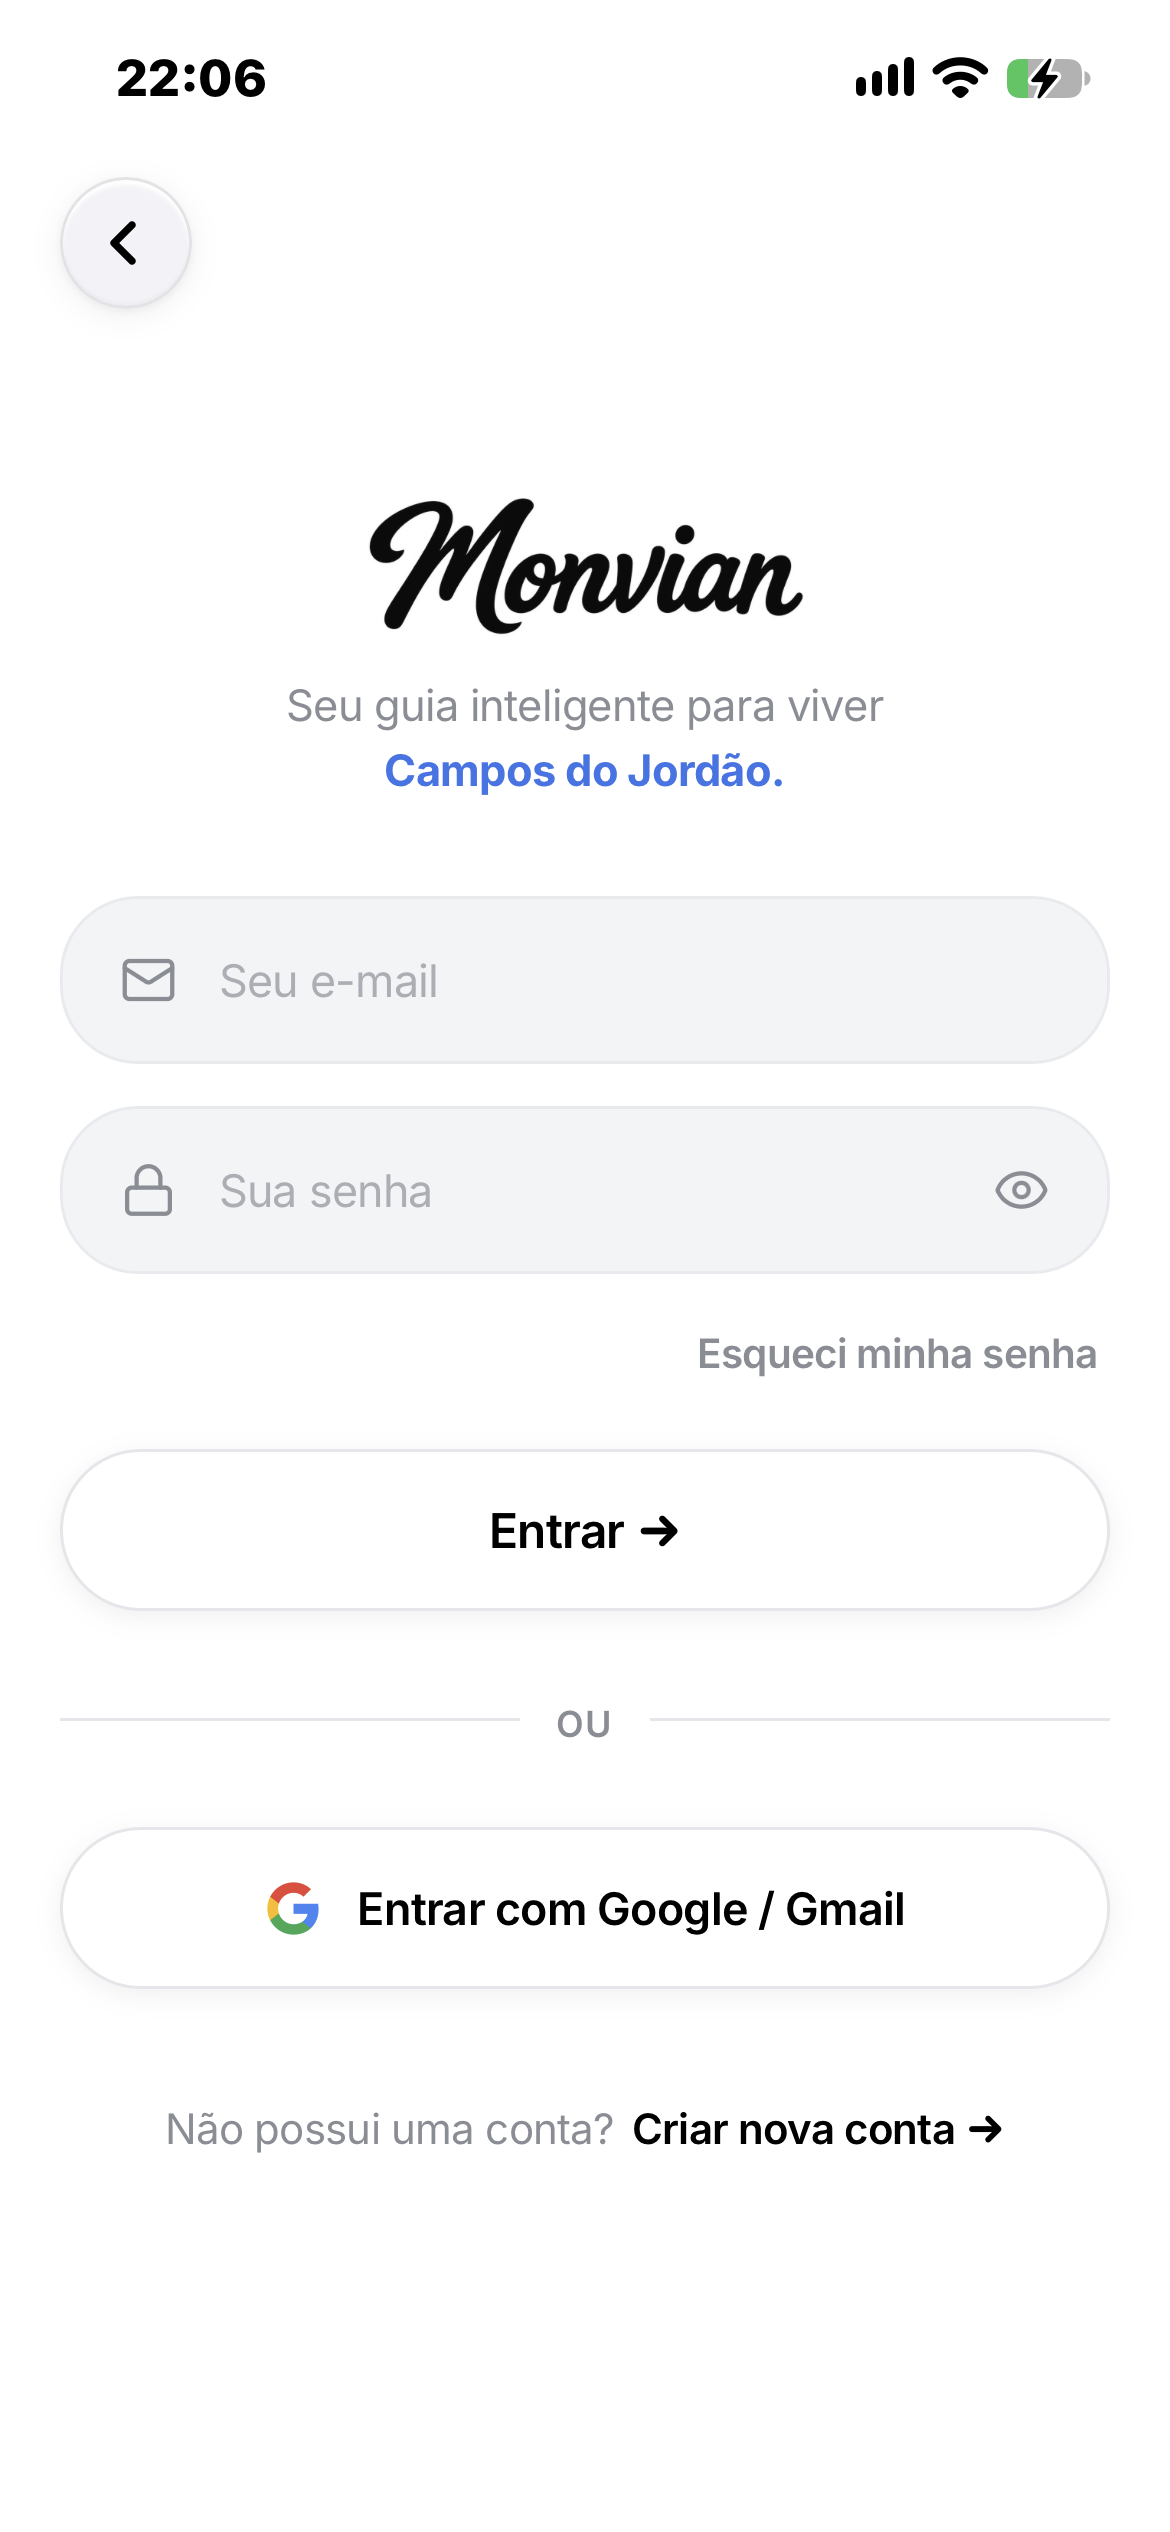 22:06
Monvian
Seu guia inteligente para viver
Campos do Jordão.
Seu e-mail
Sua senha
Esqueci minha senha
Entrar →
OU
Entrar com Google / Gmail
Não possui uma conta? Criar nova conta →